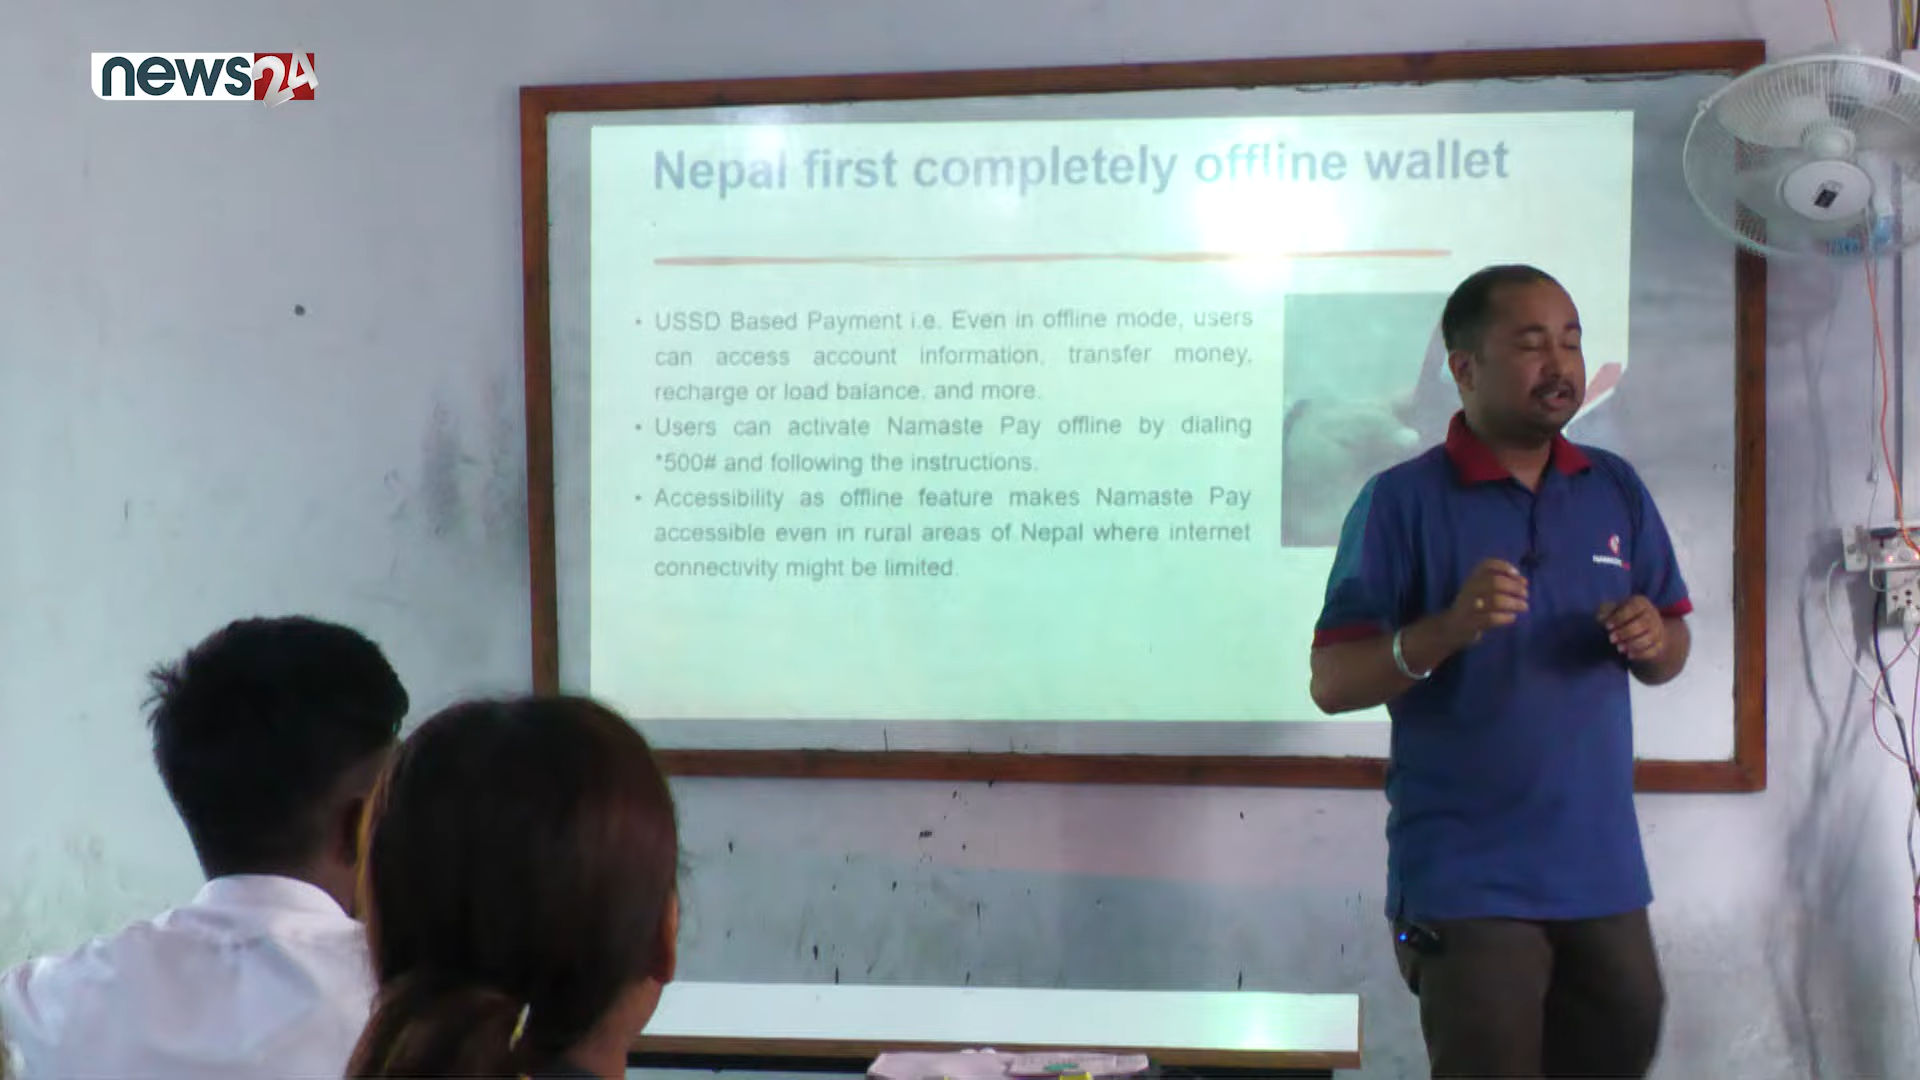 news24
Nepal first completely offline wallet
• USSD Based Payment i.e. Even in offline mode, users
can access account information, transfer money,
recharge or load balance, and more.
• Users can activate Namaste Pay offline by dialing
*500# and following the instructions.
• Accessibility as offline feature makes Namaste Pay
accessible even in rural areas of Nepal where internet
connectivity might be limited.